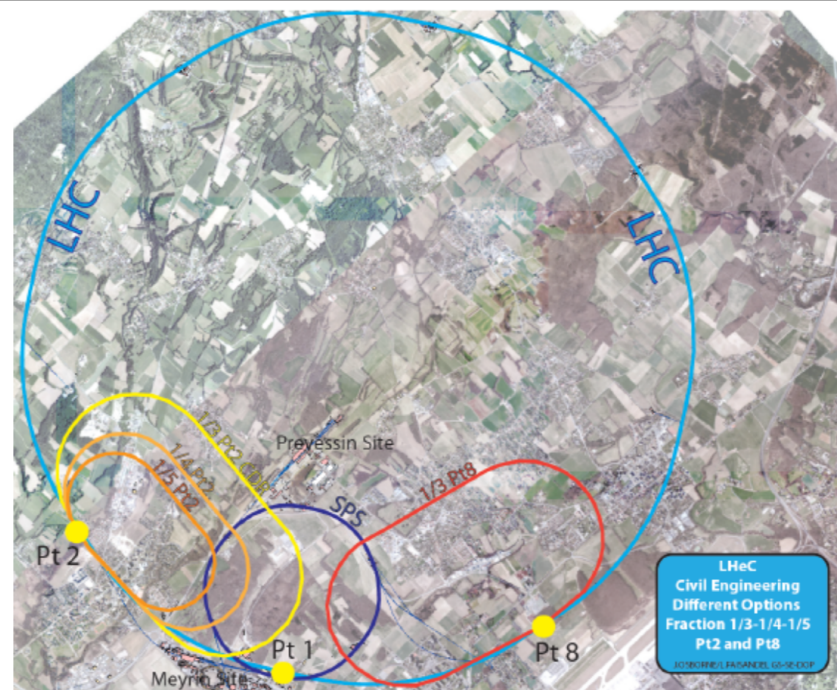 LHC
LHC
1/3 Pt2
1/4 Pt2
1/5 Pt2
Prevessin Site
SPS
1/3 Pt8
Pt 2
Pt 1
Pt 8
Meyrin Site
LHeC
Civil Engineering
Different Options
Fraction 1/3-1/4-1/5
Pt2 and Pt8